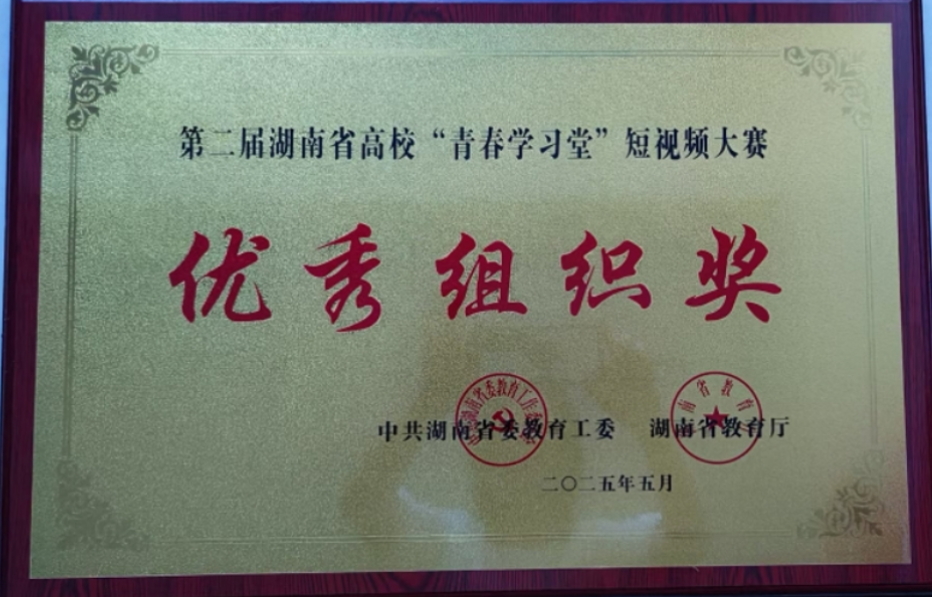 第二届湖南省高校“青春学习堂”短视频大赛
优秀组织奖
中共湖南省委教育工委 湖南省教育厅
二〇二五年五月